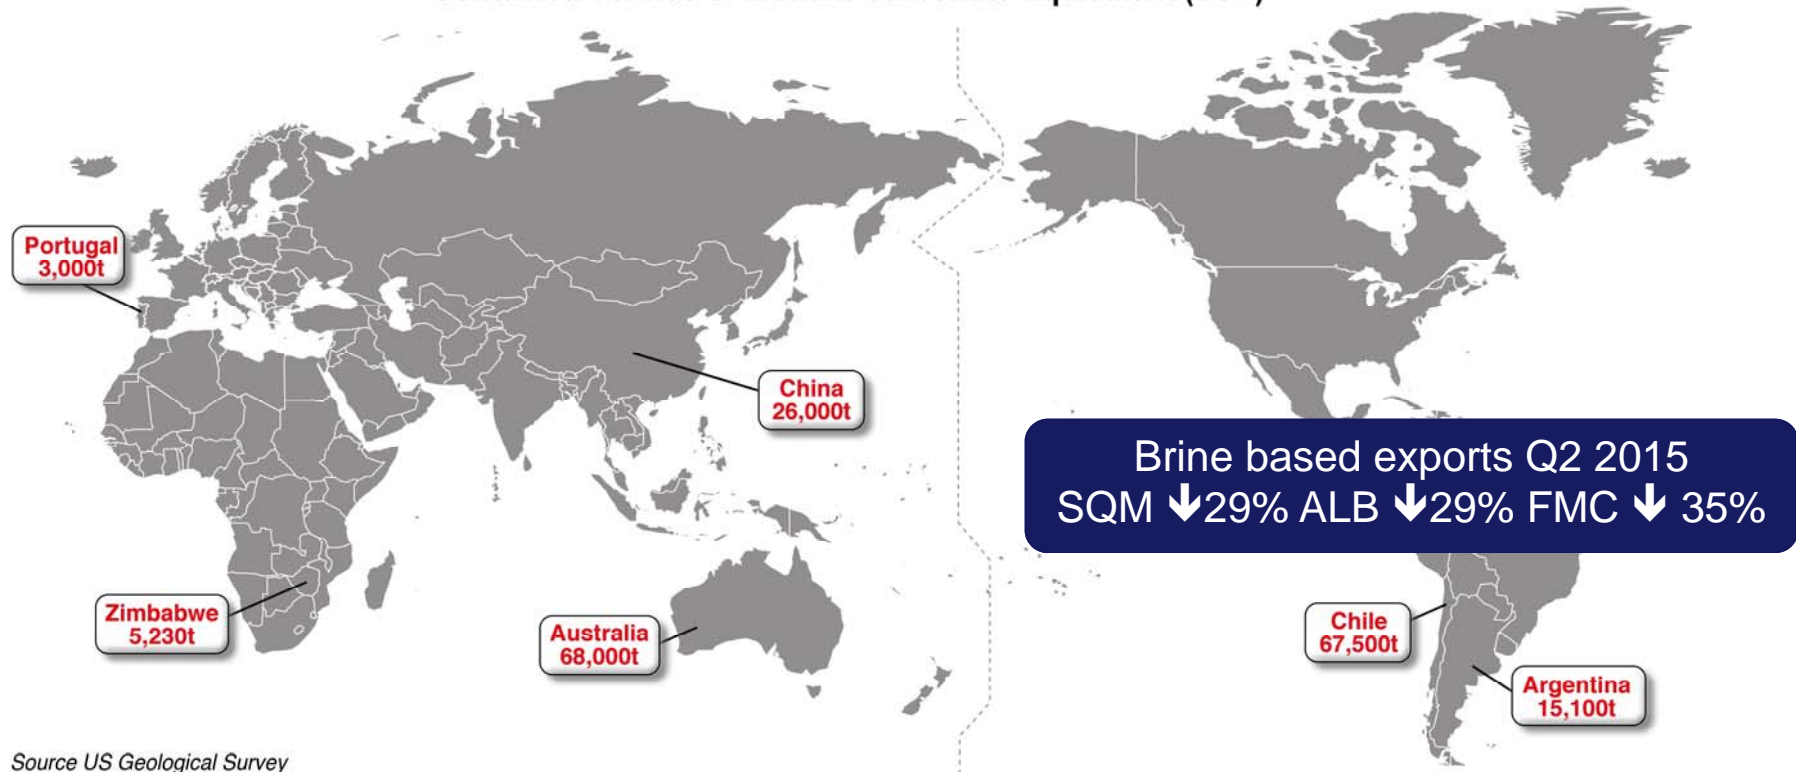 Portugal
3,000t
China
26,000t
Brine based exports Q2 2015
SQM 🡻29% ALB 🡻29% FMC 🡻 35%
Zimbabwe
5,230t
Australia
68,000t
Chile
67,500t
Argentina
15,100t
Source US Geological Survey